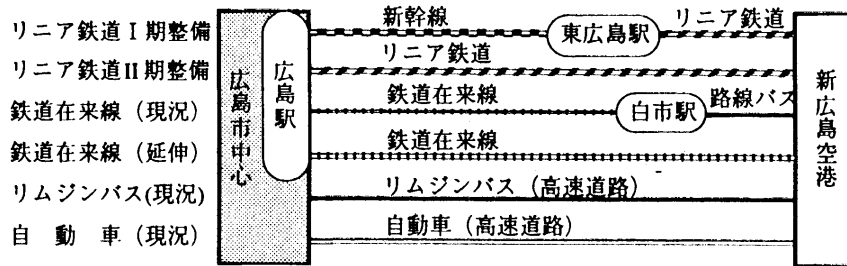 リニア鉄道Ⅰ期整備 新幹線 東広島駅 リニア鉄道
リニア鉄道II期整備 リニア鉄道
鉄道在来線（現況） 鉄道在来線 白市駅 路線バス
鉄道在来線（延伸） 鉄道在来線
リムジンバス(現況) リムジンバス（高速道路）
自動車（現況） 自動車（高速道路）
広島市中心
広島駅
新広島空港